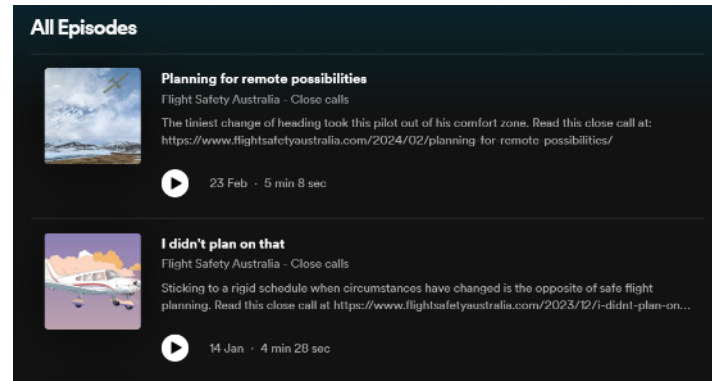 All Episodes
Planning for remote possibilities
Flight Safety Australia - Close calls
The tiniest change of heading took this pilot out of his comfort zone. Read this close call at:
https://www.flightsafetyaustralia.com/2024/02/planning-for-remote-possibilities/
23 Feb · 5 min 8 sec
I didn't plan on that
Flight Safety Australia - Close calls
Sticking to a rigid schedule when circumstances have changed is the opposite of safe flight
planning. Read this close call at https://www.flightsafetyaustralia.com/2023/12/i-didnt-plan-on...
14 Jan · 4 min 28 sec